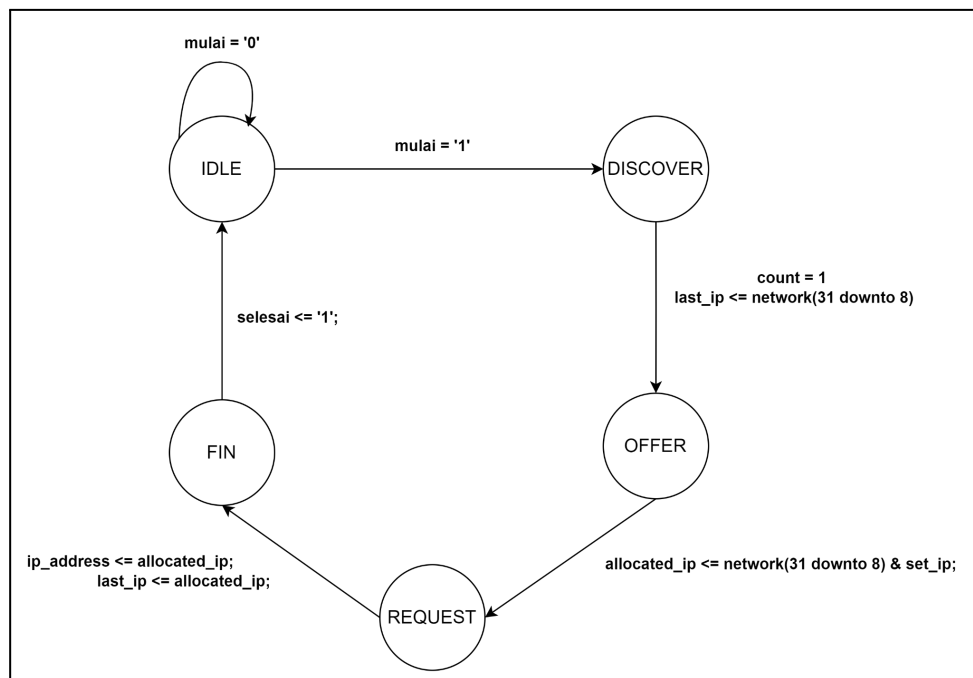 mulai = '0'
mulai = '1'
IDLE
DISCOVER
count = 1
last_ip <= network(31 downto 8)
selesai <= '1';
FIN
OFFER
ip_address <= allocated_ip;
last_ip <= allocated_ip;
allocated_ip <= network(31 downto 8) & set_ip;
REQUEST